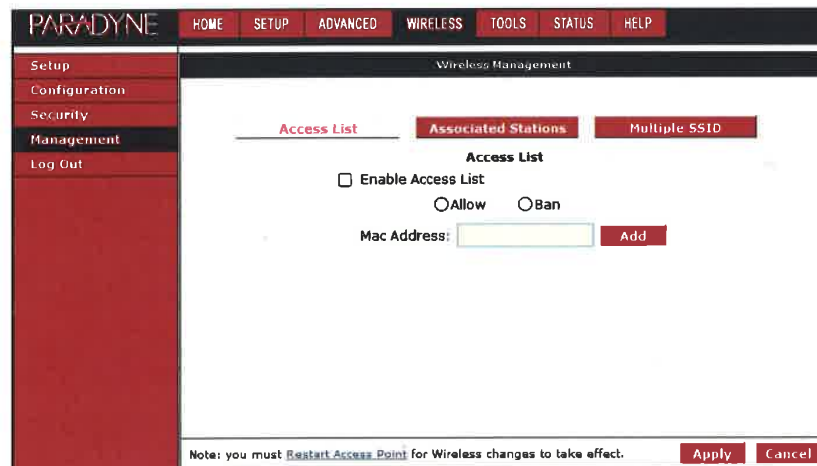 PARADYNE
HOME SETUP ADVANCED WIRELESS TOOLS STATUS HELP
Setup
Configuration
Security
Management
Log Out
Wireless Management
Access List Associated Stations Multiple SSID
Access List
Enable Access List
Allow Ban
Mac Address: Add
Note: you must Restart Access Point for Wireless changes to take effect. Apply Cancel